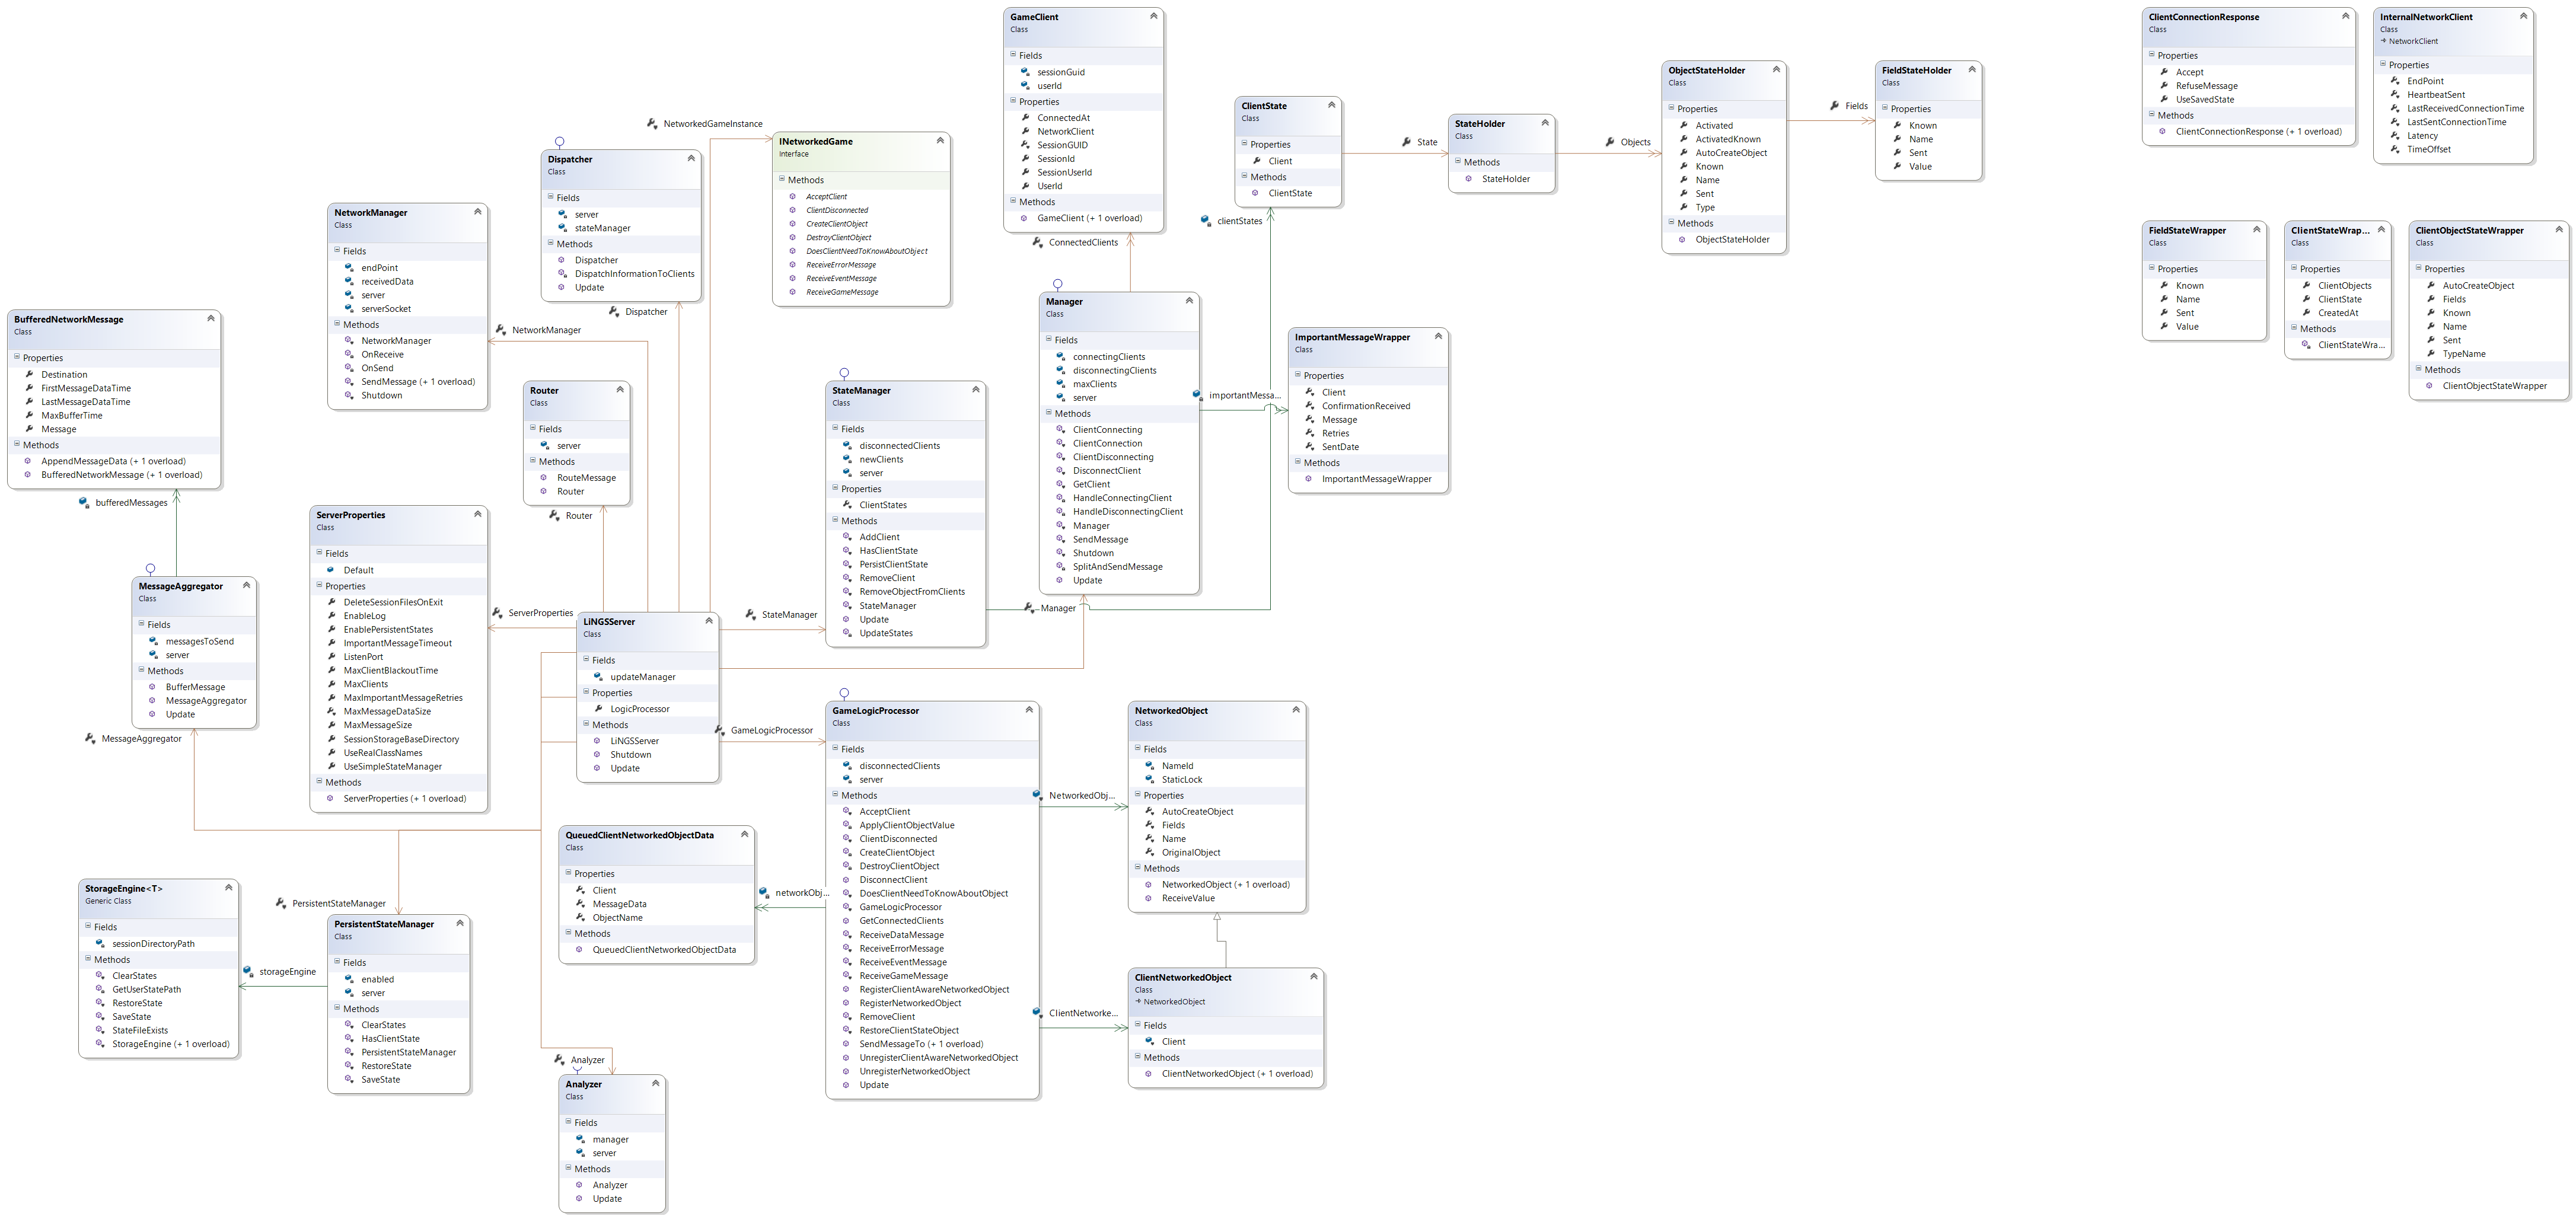 GameClient
Class
Fields
sessionGuid
userId
Properties
ConnectedAt
NetworkClient
SessionGUID
SessionId
SessionUserId
UserId
Methods
GameClient (+ 1 overload)
ConnectedClients
ClientConnectionResponse
Class
Properties
Accept
RefuseMessage
UseSavedState
Methods
ClientConnectionResponse (+ 1 overload)
InternalNetworkClient
Class
NetworkClient
Properties
EndPoint
HeartbeatSent
LastReceivedConnectionTime
LastSentConnectionTime
Latency
TimeOffset
ObjectStateHolder
Class
Properties
Activated
ActivatedKnown
AutoCreateObject
Known
Name
Sent
Type
Methods
ObjectStateHolder
Fields
FieldStateHolder
Class
Properties
Known
Name
Sent
Value
ClientState
Class
Properties
Client
Methods
ClientState
clientStates
State
StateHolder
Class
Methods
StateHolder
Objects
NetworkedGameInstance
INetworkedGame
Interface
Methods
AcceptClient
ClientDisconnected
CreateClientObject
DestroyClientObject
DoesClientNeedToKnowAboutObject
ReceiveErrorMessage
ReceiveEventMessage
ReceiveGameMessage
Dispatcher
Class
Fields
server
stateManager
Methods
Dispatcher
DispatchInformationToClients
Update
Dispatcher
NetworkManager
Class
Fields
endPoint
receivedData
server
serverSocket
Methods
NetworkManager
OnReceive
OnSend
SendMessage (+ 1 overload)
Shutdown
NetworkManager
FieldStateWrapper
Class
Properties
Known
Name
Sent
Value
ClientStateWrap...
Class
Properties
ClientObjects
ClientState
CreatedAt
Methods
ClientStateWra...
ClientObjectStateWrapper
Class
Properties
AutoCreateObject
Fields
Known
Name
Sent
TypeName
Methods
ClientObjectStateWrapper
Manager
Class
Fields
connectingClients
disconnectingClients
maxClients
server
Methods
ClientConnecting
ClientConnection
ClientDisconnecting
DisconnectClient
GetClient
HandleConnectingClient
HandleDisconnectingClient
Manager
SendMessage
Shutdown
SplitAndSendMessage
Update
Manager
importantMessa...
ImportantMessageWrapper
Class
Properties
Client
ConfirmationReceived
Message
Retries
SentDate
Methods
ImportantMessageWrapper
BufferedNetworkMessage
Class
Properties
Destination
FirstMessageDataTime
LastMessageDataTime
MaxBufferTime
Message
Methods
AppendMessageData (+ 1 overload)
BufferedNetworkMessage (+ 1 overload)
bufferedMessages
Router
Class
Fields
server
Methods
RouteMessage
Router
Router
StateManager
Class
Fields
disconnectedClients
newClients
server
Properties
ClientStates
Methods
AddClient
HasClientState
PersistClientState
RemoveClient
RemoveObjectFromClients
StateManager
Update
UpdateStates
StateManager
ServerProperties
Class
Fields
Default
Properties
DeleteSessionFilesOnExit
EnableLog
EnablePersistentStates
ImportantMessageTimeout
ListenPort
MaxClientBlackoutTime
MaxClients
MaxImportantMessageRetries
MaxMessageDataSize
MaxMessageSize
SessionStorageBaseDirectory
UseRealClassNames
UseSimpleStateManager
Methods
ServerProperties (+ 1 overload)
ServerProperties
MessageAggregator
Class
Fields
messagesToSend
server
Methods
BufferMessage
MessageAggregator
Update
MessageAggregator
LiNGSServer
Class
Fields
updateManager
Properties
LogicProcessor
Methods
LiNGSServer
Shutdown
Update
GameLogicProcessor
GameLogicProcessor
Class
Fields
disconnectedClients
server
Methods
AcceptClient
ApplyClientObjectValue
ClientDisconnected
CreateClientObject
DestroyClientObject
DisconnectClient
DoesClientNeedToKnowAboutObject
GameLogicProcessor
GetConnectedClients
ReceiveDataMessage
ReceiveErrorMessage
ReceiveEventMessage
ReceiveGameMessage
RegisterClientAwareNetworkedObject
RegisterNetworkedObject
RemoveClient
RestoreClientStateObject
SendMessageTo (+ 1 overload)
UnregisterClientAwareNetworkedObject
UnregisterNetworkedObject
Update
NetworkedObj...
NetworkedObject
Class
Fields
NameId
StaticLock
Properties
AutoCreateObject
Fields
Name
OriginalObject
Methods
NetworkedObject (+ 1 overload)
ReceiveValue
QueuedClientNetworkedObjectData
Class
Properties
Client
MessageData
ObjectName
Methods
QueuedClientNetworkedObjectData
networkObj...
StorageEngine<T>
Generic Class
Fields
sessionDirectoryPath
Methods
ClearStates
GetUserStatePath
RestoreState
SaveState
StateFileExists
StorageEngine (+ 1 overload)
storageEngine
PersistentStateManager
PersistentStateManager
Class
Fields
enabled
server
Methods
ClearStates
HasClientState
PersistentStateManager
RestoreState
SaveState
ClientNetworke...
ClientNetworkedObject
Class
NetworkedObject
Fields
Client
Methods
ClientNetworkedObject (+ 1 overload)
Analyzer
Analyzer
Class
Fields
manager
server
Methods
Analyzer
Update